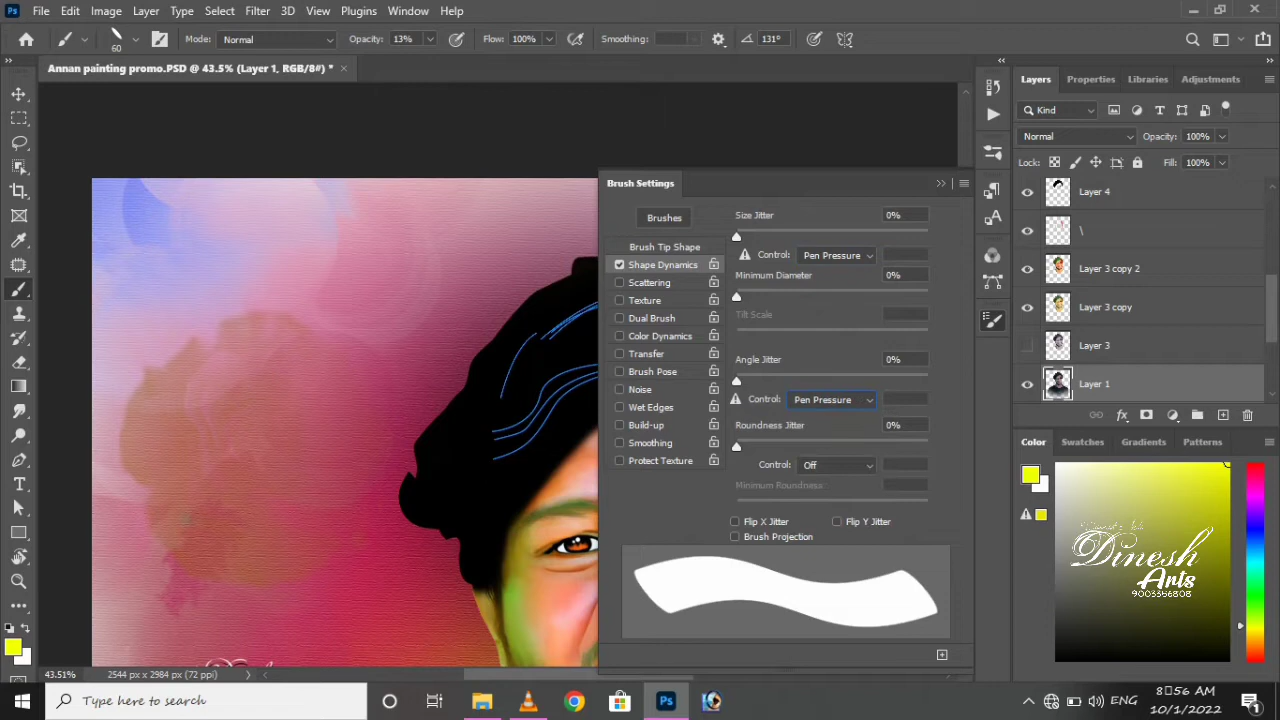 Ps File Edit Image Layer Type Select Filter 3D View Plugins Window Help
60 Mode: Normal Opacity: 13% Flow: 100% Smoothing: 131°
Annan painting promo.PSD @ 43.5% (Layer 1, RGB/8#) * ×
Brush Settings
Brushes
Brush Tip Shape
Shape Dynamics
Scattering
Texture
Dual Brush
Color Dynamics
Transfer
Brush Pose
Noise
Wet Edges
Build-up
Smoothing
Protect Texture
Size Jitter 0%
Control: Pen Pressure
Minimum Diameter 0%
Tilt Scale
Angle Jitter 0%
Control: Pen Pressure
Roundness Jitter 0%
Control: Off
Minimum Roundness:
Flip X Jitter Flip Y Jitter
Brush Projection
Layers Properties Libraries Adjustments
Kind
Normal Opacity: 100%
Lock: Fill: 100%
Layer 4
\
Layer 3 copy 2
Layer 3 copy
Layer 3
Layer 1
Color Swatches Gradients Patterns
Dinesh
Arts
43.51% 2544 px x 2984 px (72 ppi)
Type here to search
Ps
ENG
8:56 AM
10/1/2022
1